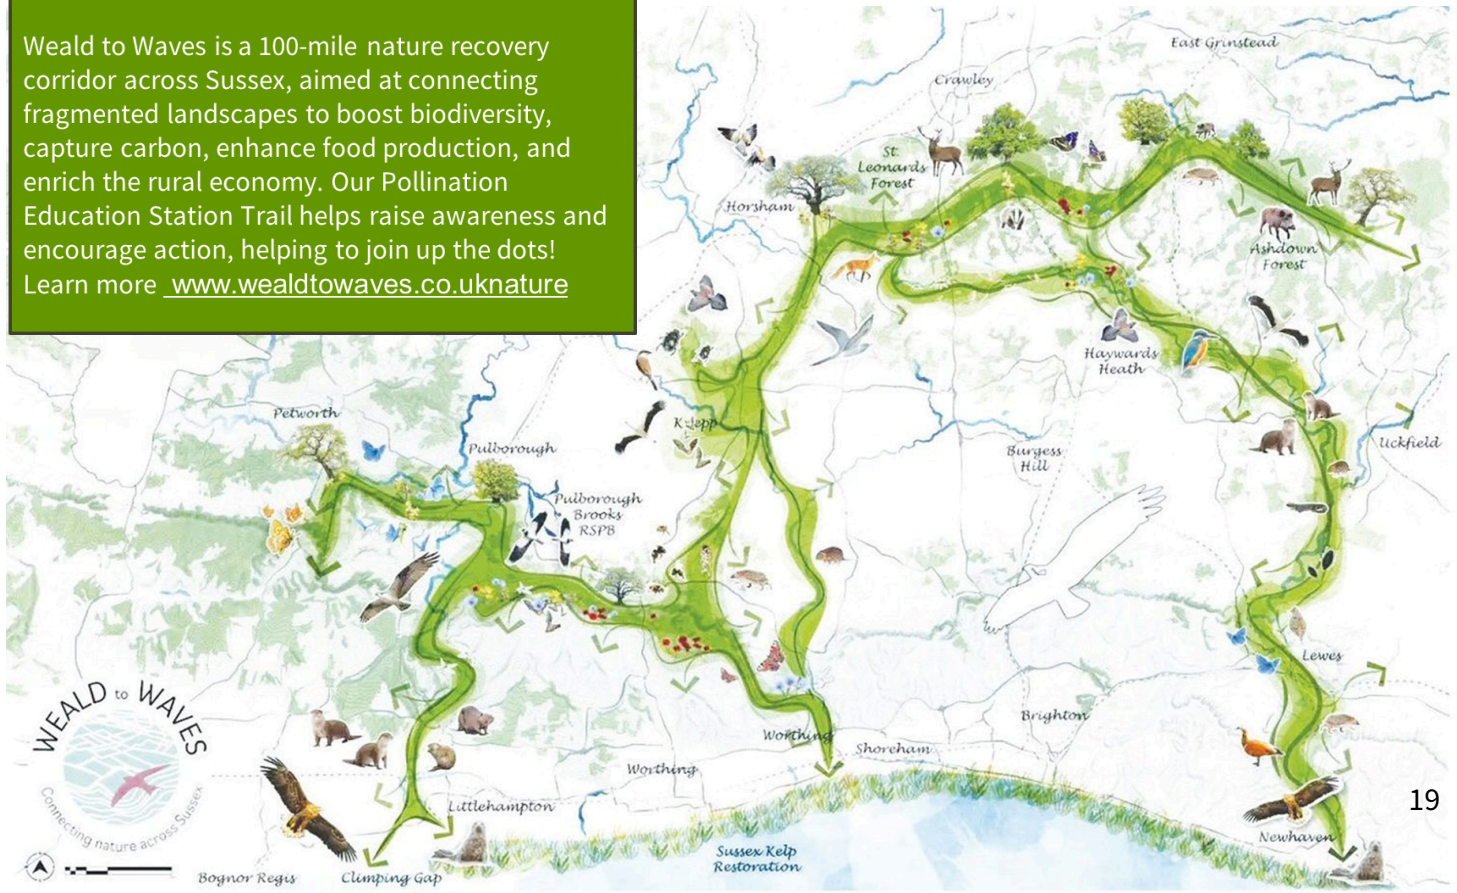 Weald to Waves is a 100-mile nature recovery
corridor across Sussex, aimed at connecting
fragmented landscapes to boost biodiversity,
capture carbon, enhance food production, and
enrich the rural economy. Our Pollination
Education Station Trail helps raise awareness and
encourage action, helping to join up the dots!
Learn more www.wealdtowaves.co.uknature
East Grinstead
Crawley
St.
Leonards
Forest
Horsham
Ashdown
Forest
Haywards
Heath
Petworth
Knepp
Uckfield
Pulborough
Burgess
Hill
Pulborough
Brooks
RSPB
Lewes
WEALD to WAVES
Connecting nature across Sussex
Brighton
Worthing
Shoreham
Worthing
Littlehampton
19
Newhaven
Sussex Kelp
Restoration
Bognor Regis
Climping Gap